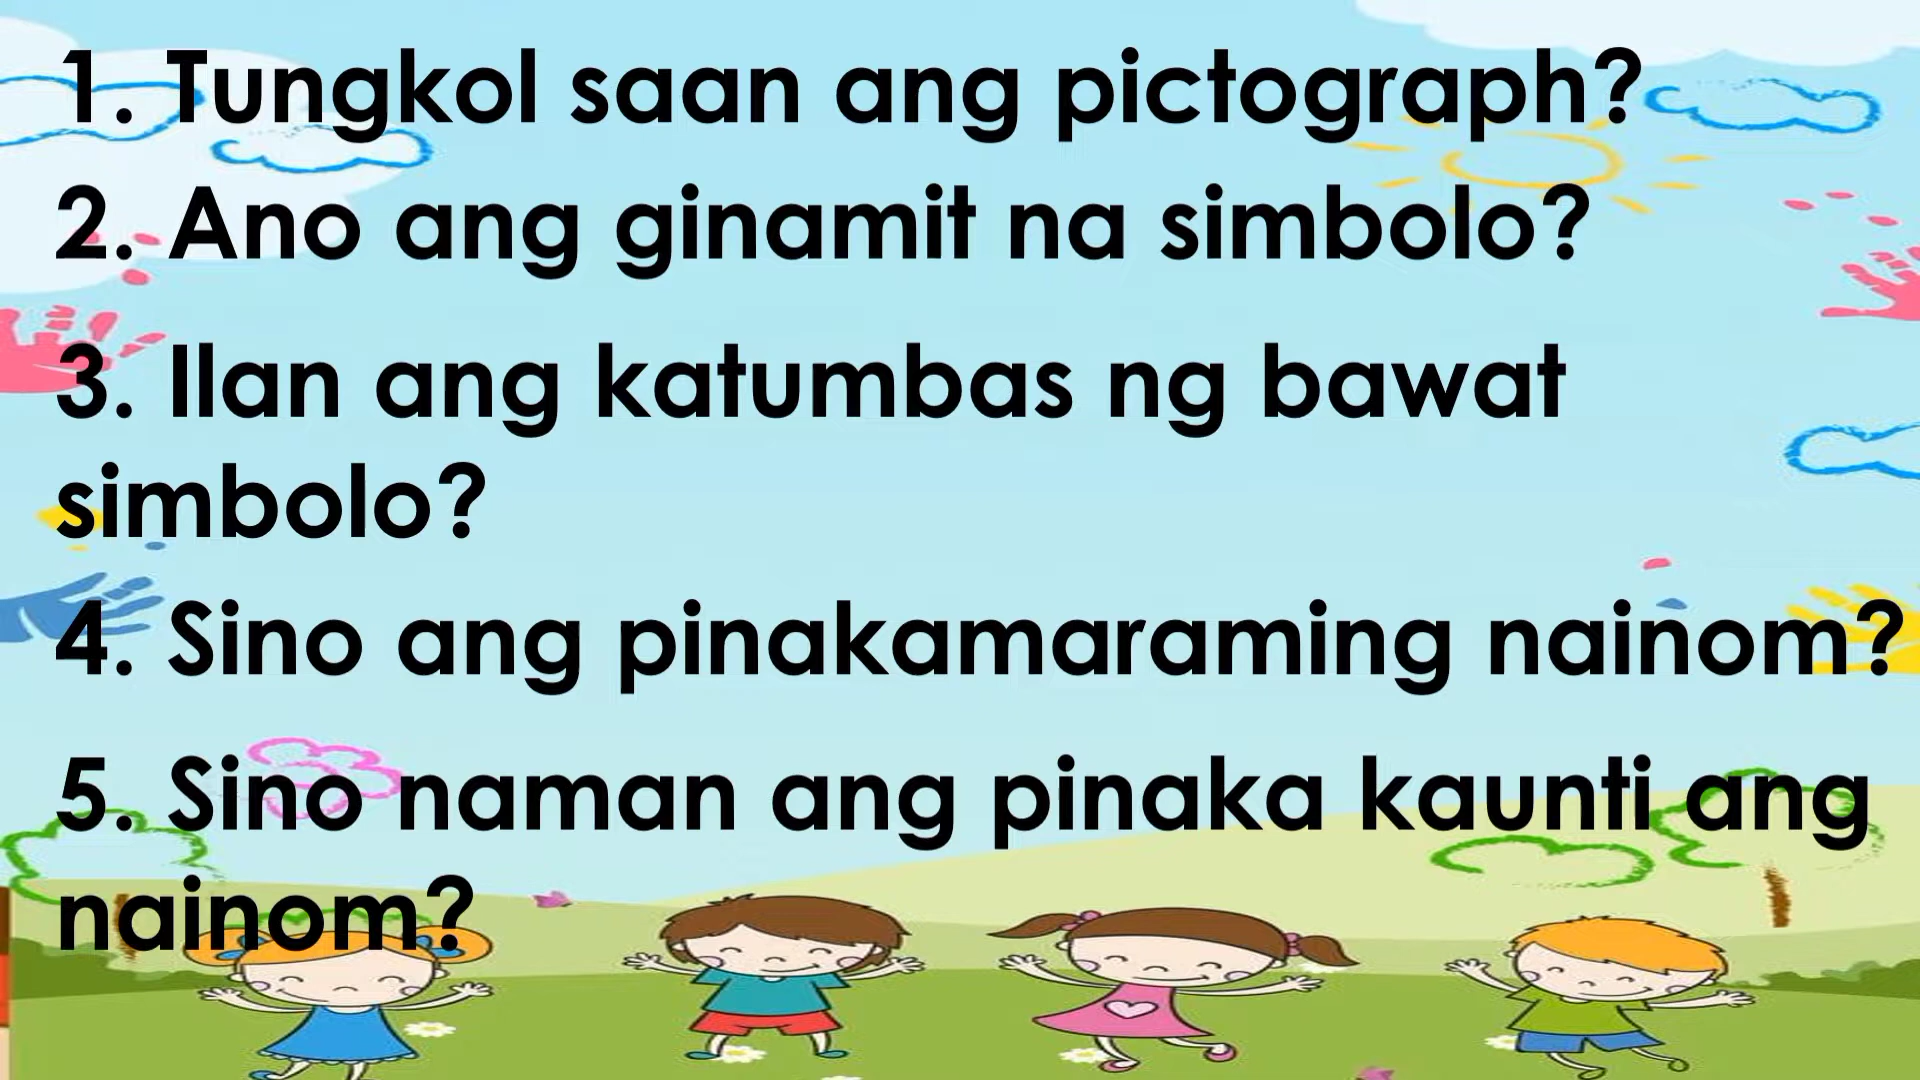 1. Tungkol saan ang pictograph?
2. Ano ang ginamit na simbolo?
3. Ilan ang katumbas ng bawat
simbolo?
4. Sino ang pinakamaraming nainom?
5. Sino naman ang pinaka kaunti ang
nainom?